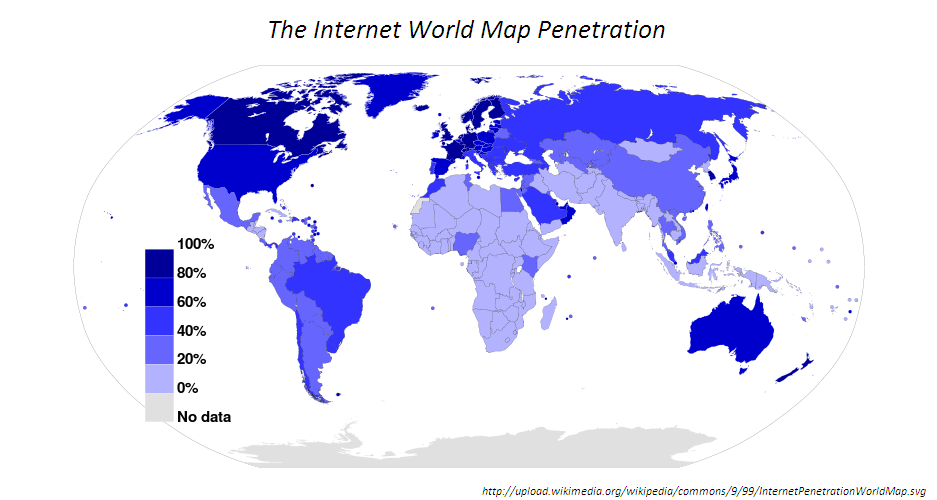 The Internet World Map Penetration
100%
80%
60%
40%
20%
0%
No data
http://upload.wikimedia.org/wikipedia/commons/9/99/InternetPenetrationWorldMap.svg